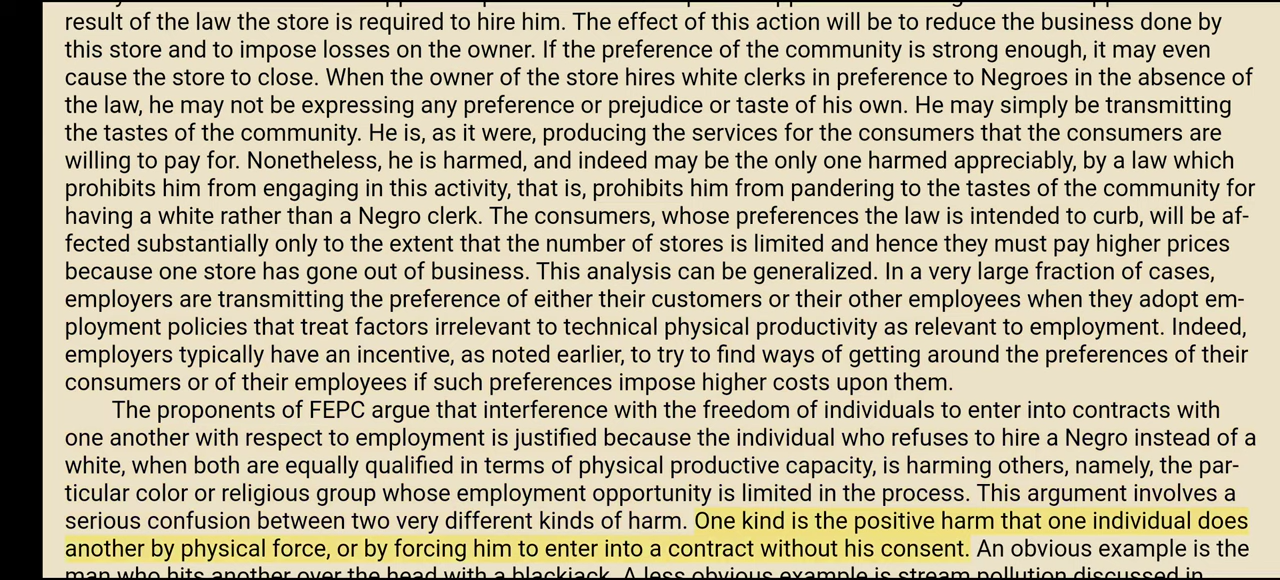 result of the law the store is required to hire him. The effect of this action will be to reduce the business done by
this store and to impose losses on the owner. If the preference of the community is strong enough, it may even
cause the store to close. When the owner of the store hires white clerks in preference to Negroes in the absence of
the law, he may not be expressing any preference or prejudice or taste of his own. He may simply be transmitting
the tastes of the community. He is, as it were, producing the services for the consumers that the consumers are
willing to pay for. Nonetheless, he is harmed, and indeed may be the only one harmed appreciably, by a law which
prohibits him from engaging in this activity, that is, prohibits him from pandering to the tastes of the community for
having a white rather than a Negro clerk. The consumers, whose preferences the law is intended to curb, will be af-
fected substantially only to the extent that the number of stores is limited and hence they must pay higher prices
because one store has gone out of business. This analysis can be generalized. In a very large fraction of cases,
employers are transmitting the preference of either their customers or their other employees when they adopt em-
ployment policies that treat factors irrelevant to technical physical productivity as relevant to employment. Indeed,
employers typically have an incentive, as noted earlier, to try to find ways of getting around the preferences of their
consumers or of their employees if such preferences impose higher costs upon them.
The proponents of FEPC argue that interference with the freedom of individuals to enter into contracts with
one another with respect to employment is justified because the individual who refuses to hire a Negro instead of a
white, when both are equally qualified in terms of physical productive capacity, is harming others, namely, the par-
ticular color or religious group whose employment opportunity is limited in the process. This argument involves a
serious confusion between two very different kinds of harm. One kind is the positive harm that one individual does
another by physical force, or by forcing him to enter into a contract without his consent. An obvious example is the
man who hits another over the head with a blackjack. A less obvious example is stream pollution discussed in